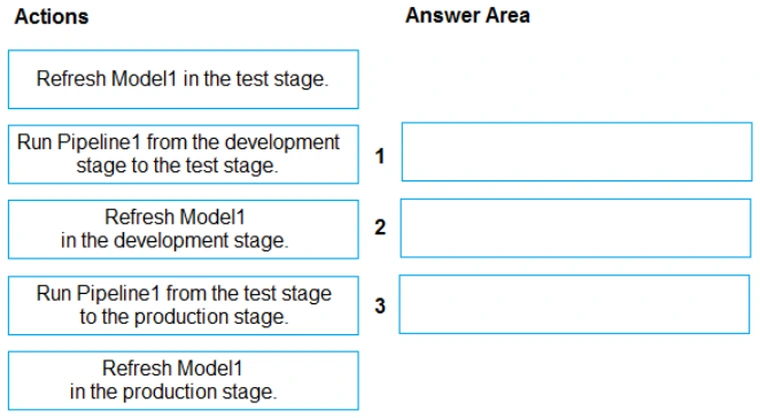 Actions
Answer Area
Refresh Model1 in the test stage.
Run Pipeline1 from the development
stage to the test stage.
1
Refresh Model1
in the development stage.
2
Run Pipeline1 from the test stage
to the production stage.
3
Refresh Model1
in the production stage.